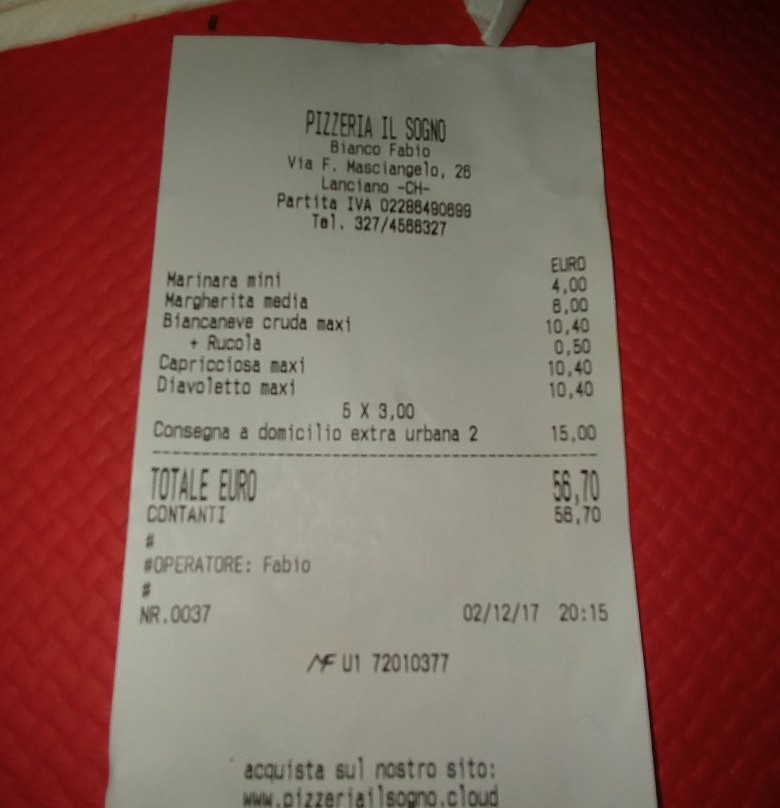 PIZZERIA IL SOGNO
Bianco Fabio
Via F. Masciangelo, 26
Lanciano -CH-
Partita IVA 02286490699
Tel. 327/4566327
EURO
Marinara mini 4,00
Margherita media 6,00
Biancaneve cruda maxi 10,40
+ Rucola 0,50
Capricciosa maxi 10,40
Diavoletto maxi 10,40
5 X 3,00
Consegna a domicilio extra urbana 2 15,00
TOTALE EURO 56,70
CONTANTI 56,70
#
#OPERATORE: Fabio
#
NR.0037 02/12/17 20:15
MF U1 72010377
acquista sul nostro sito:
www.pizzeriailsogno.cloud